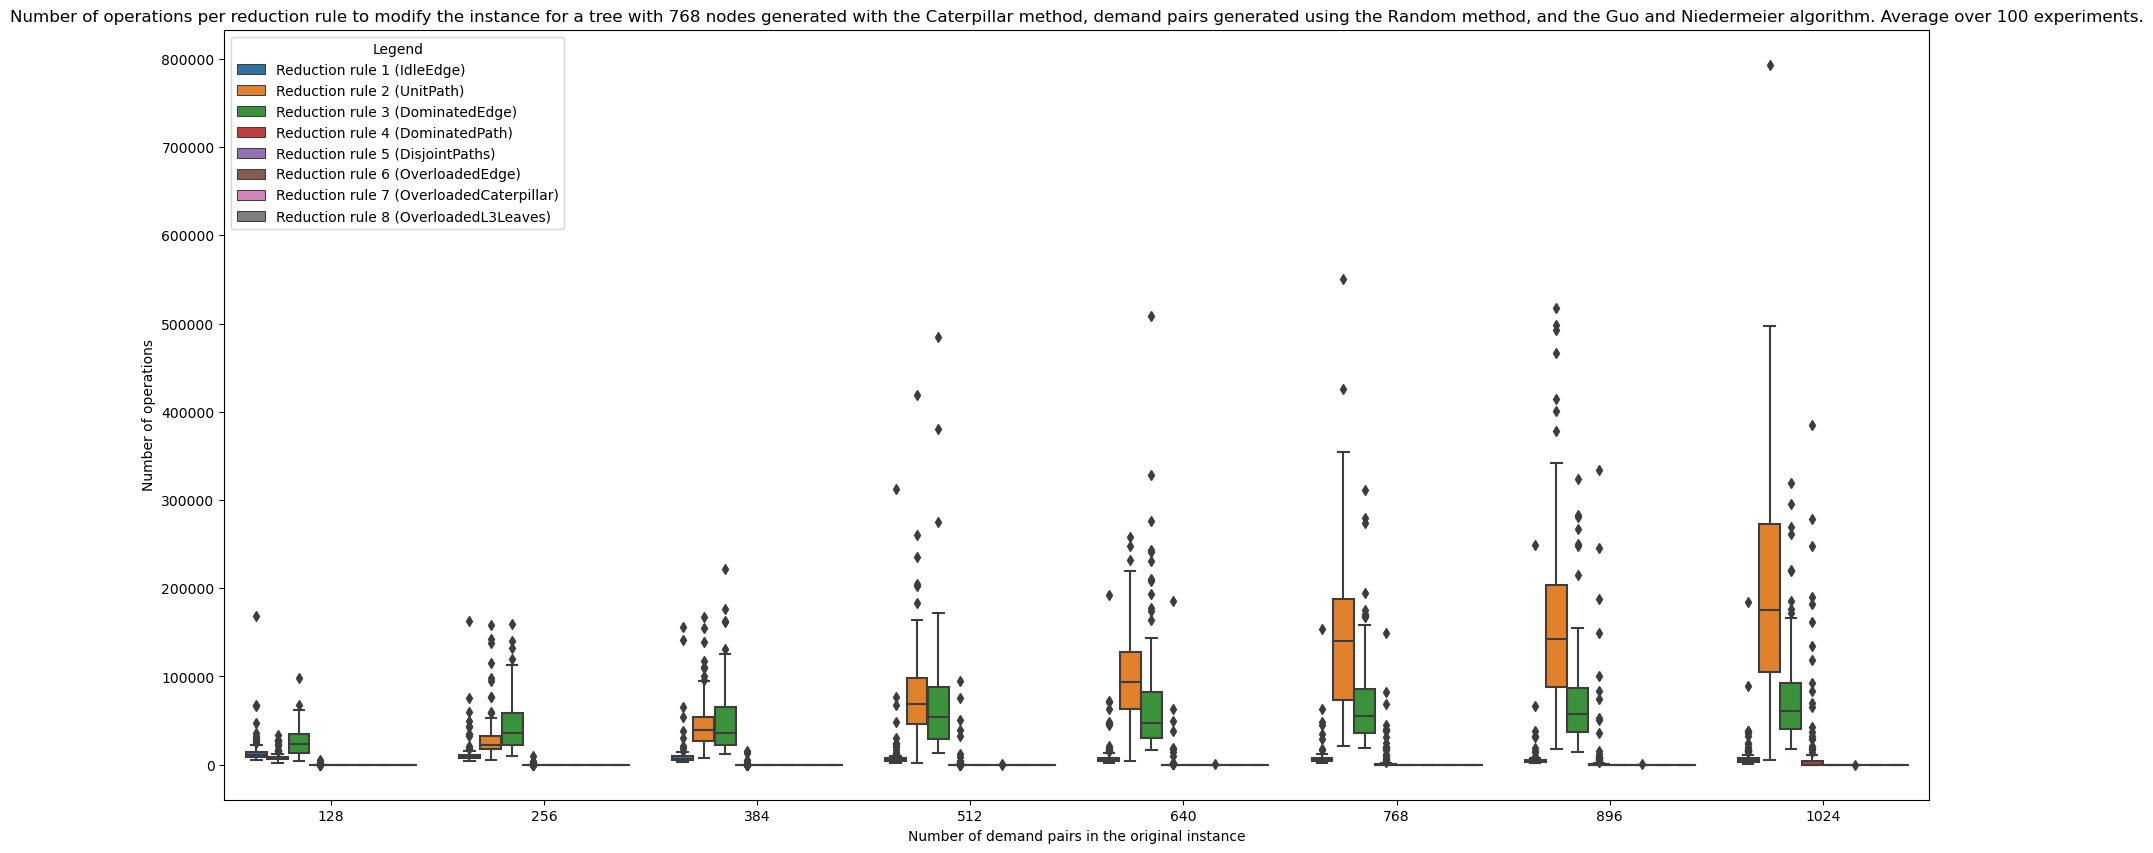 Number of operations per reduction rule to modify the instance for a tree with 768 nodes generated with the Caterpillar method, demand pairs generated using the Random method, and the Guo and Niedermeier algorithm. Average over 100 experiments.
Legend
Reduction rule 1 (IdleEdge)
Reduction rule 2 (UnitPath)
Reduction rule 3 (DominatedEdge)
Reduction rule 4 (DominatedPath)
Reduction rule 5 (DisjointPaths)
Reduction rule 6 (OverloadedEdge)
Reduction rule 7 (OverloadedCaterpillar)
Reduction rule 8 (OverloadedL3Leaves)
800000
700000
600000
500000
400000
300000
200000
100000
0
Number of operations
128 256 384 512 640 768 896 1024
Number of demand pairs in the original instance